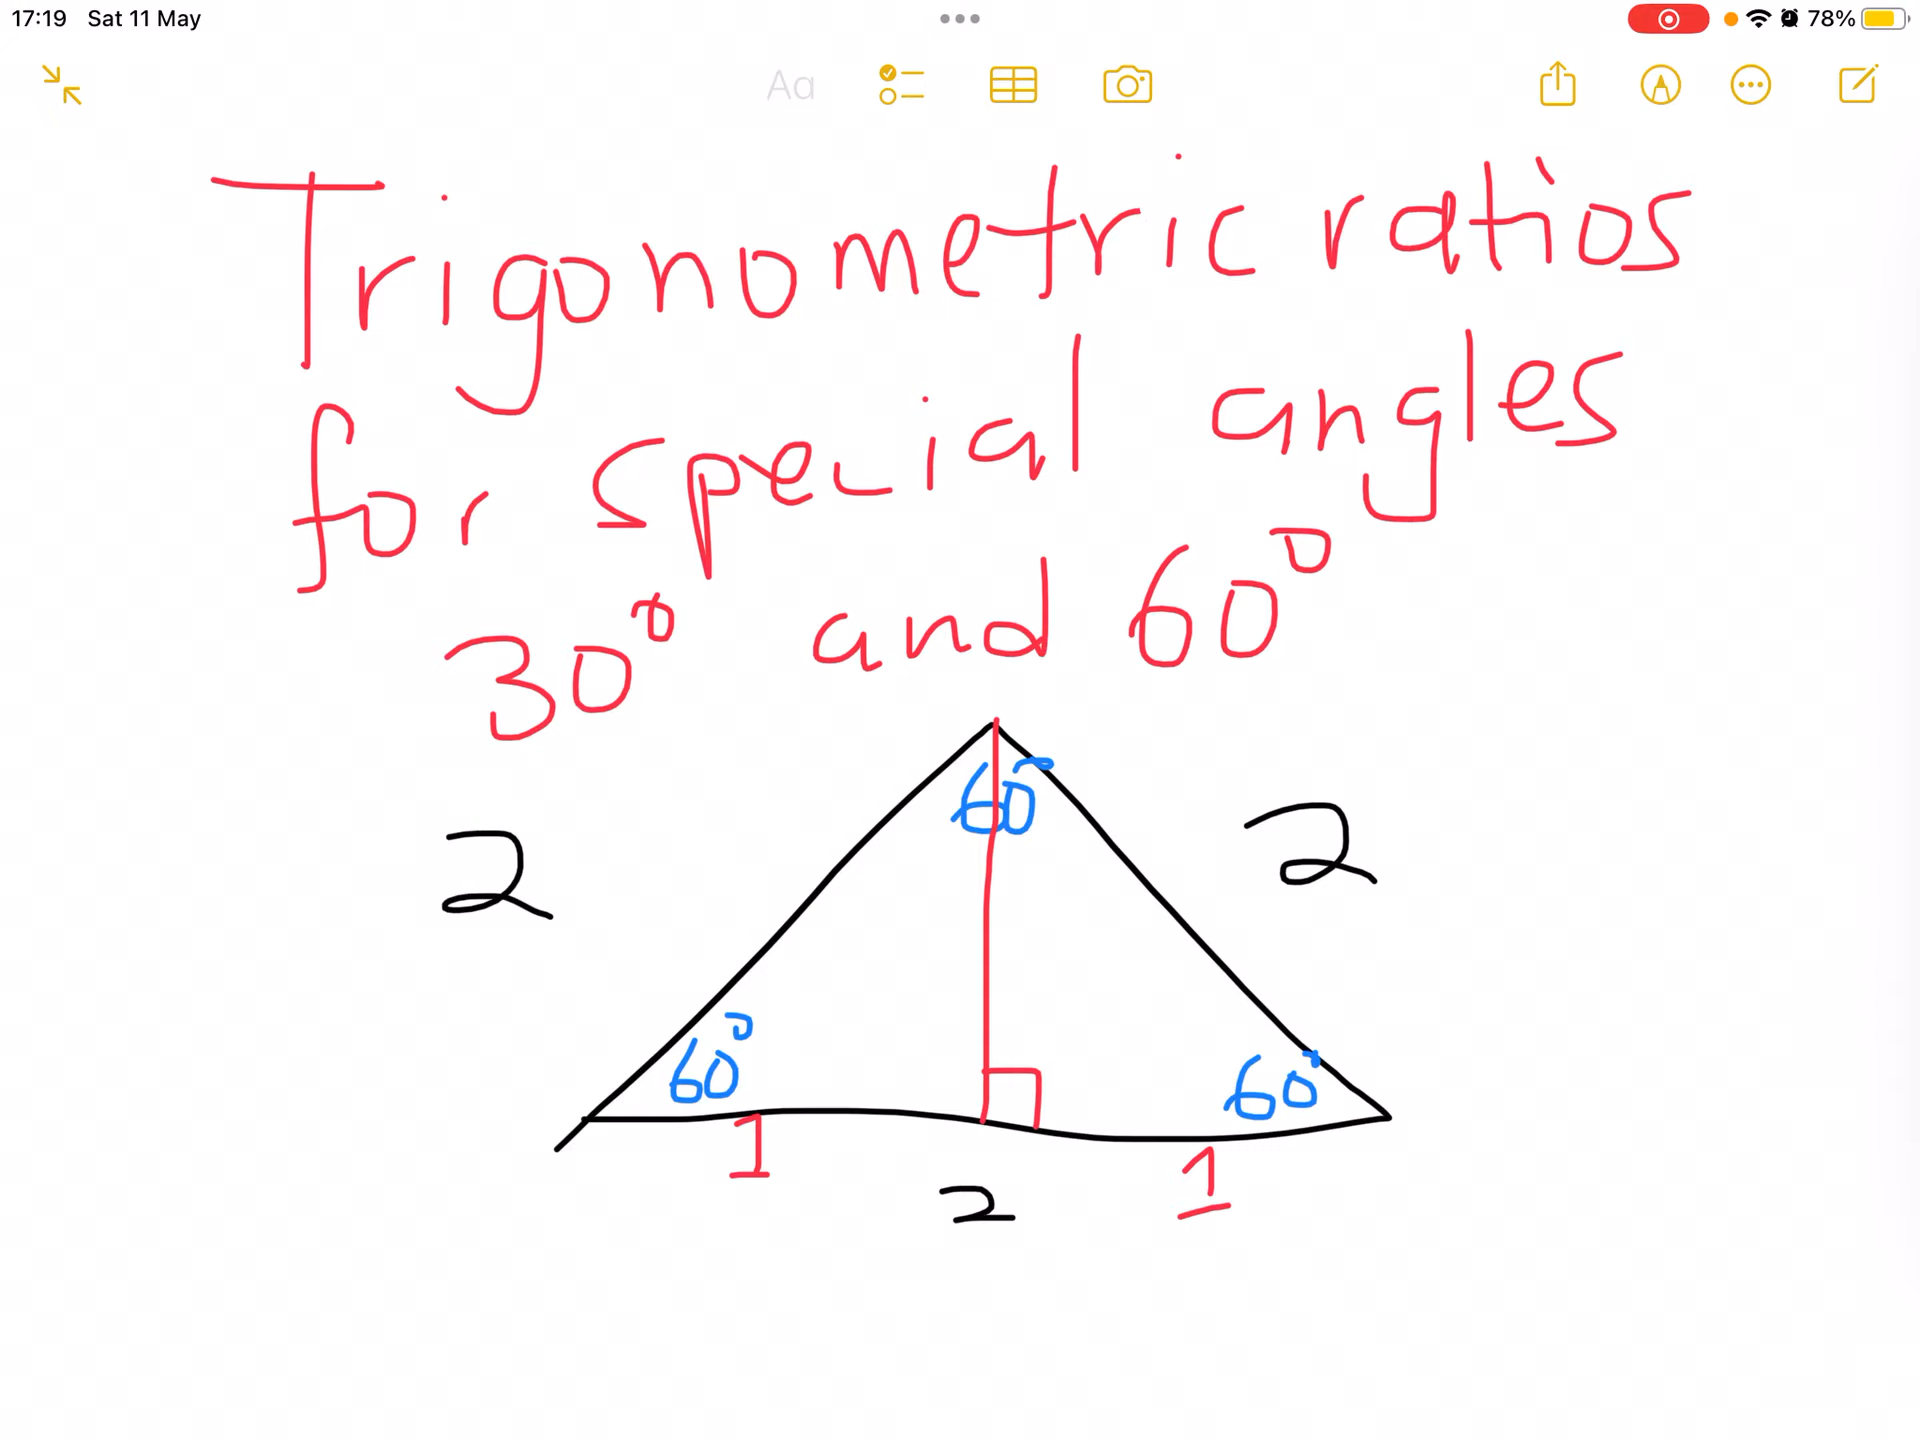 17:19 Sat 11 May
78%
Aa
Trigonometric ratios
for special angles
30° and 60°
60°
2 2
60° 60°
1 1
2